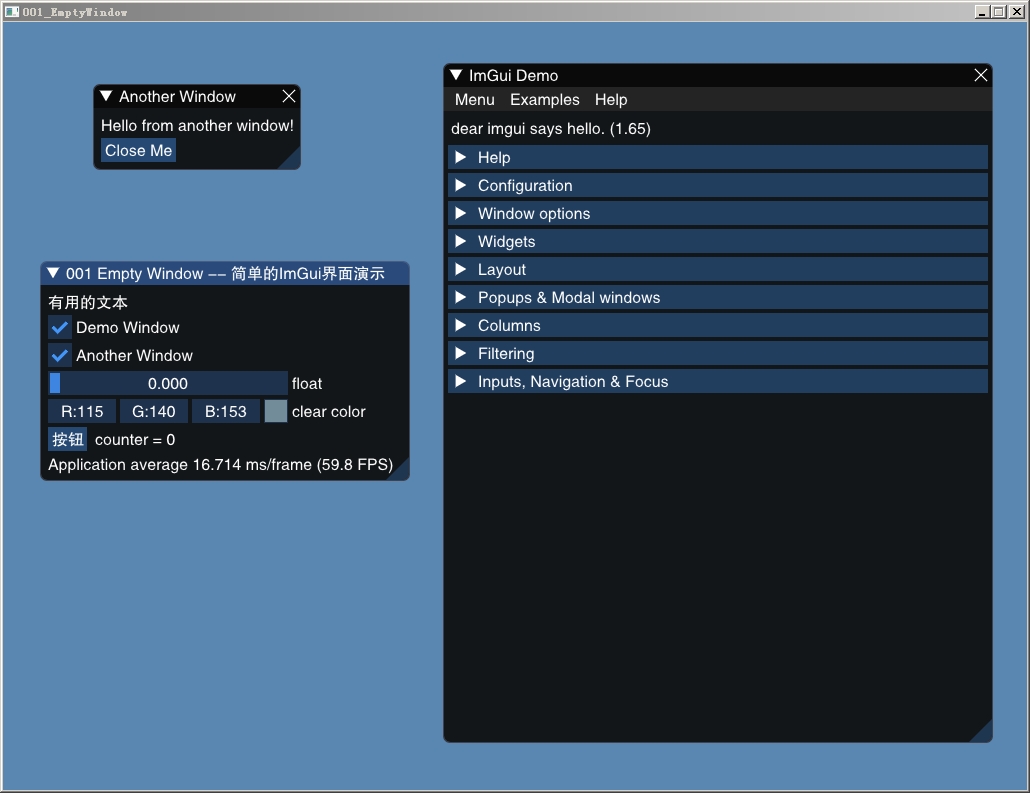 001_EmptyWindow
Another Window
Hello from another window!
Close Me
001 Empty Window -- 简单的ImGui界面演示
有用的文本
Demo Window
Another Window
0.000 float
R:115 G:140 B:153 clear color
按钮 counter = 0
Application average 16.714 ms/frame (59.8 FPS)
ImGui Demo
Menu Examples Help
dear imgui says hello. (1.65)
Help
Configuration
Window options
Widgets
Layout
Popups & Modal windows
Columns
Filtering
Inputs, Navigation & Focus